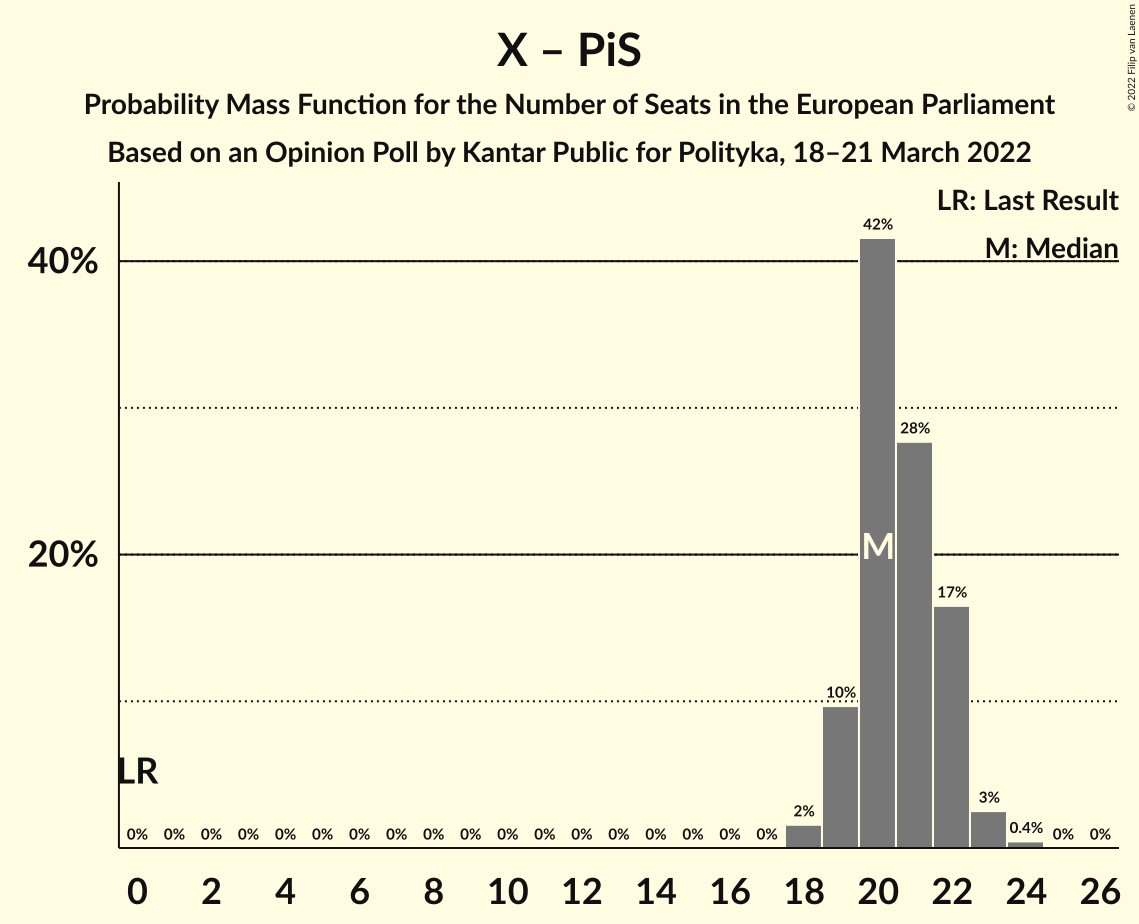 X – PiS
Probability Mass Function for the Number of Seats in the European Parliament
Based on an Opinion Poll by Kantar Public for Polityka, 18–21 March 2022
© 2022 Filip van Laenen
LR: Last Result
M: Median
42%
40%
28%
20%
M
17%
10%
LR
2%
3%
0.4%
0% 0% 0% 0% 0% 0% 0% 0% 0% 0% 0% 0% 0% 0% 0% 0% 0% 0% 0% 0%
0 2 4 6 8 10 12 14 16 18 20 22 24 26